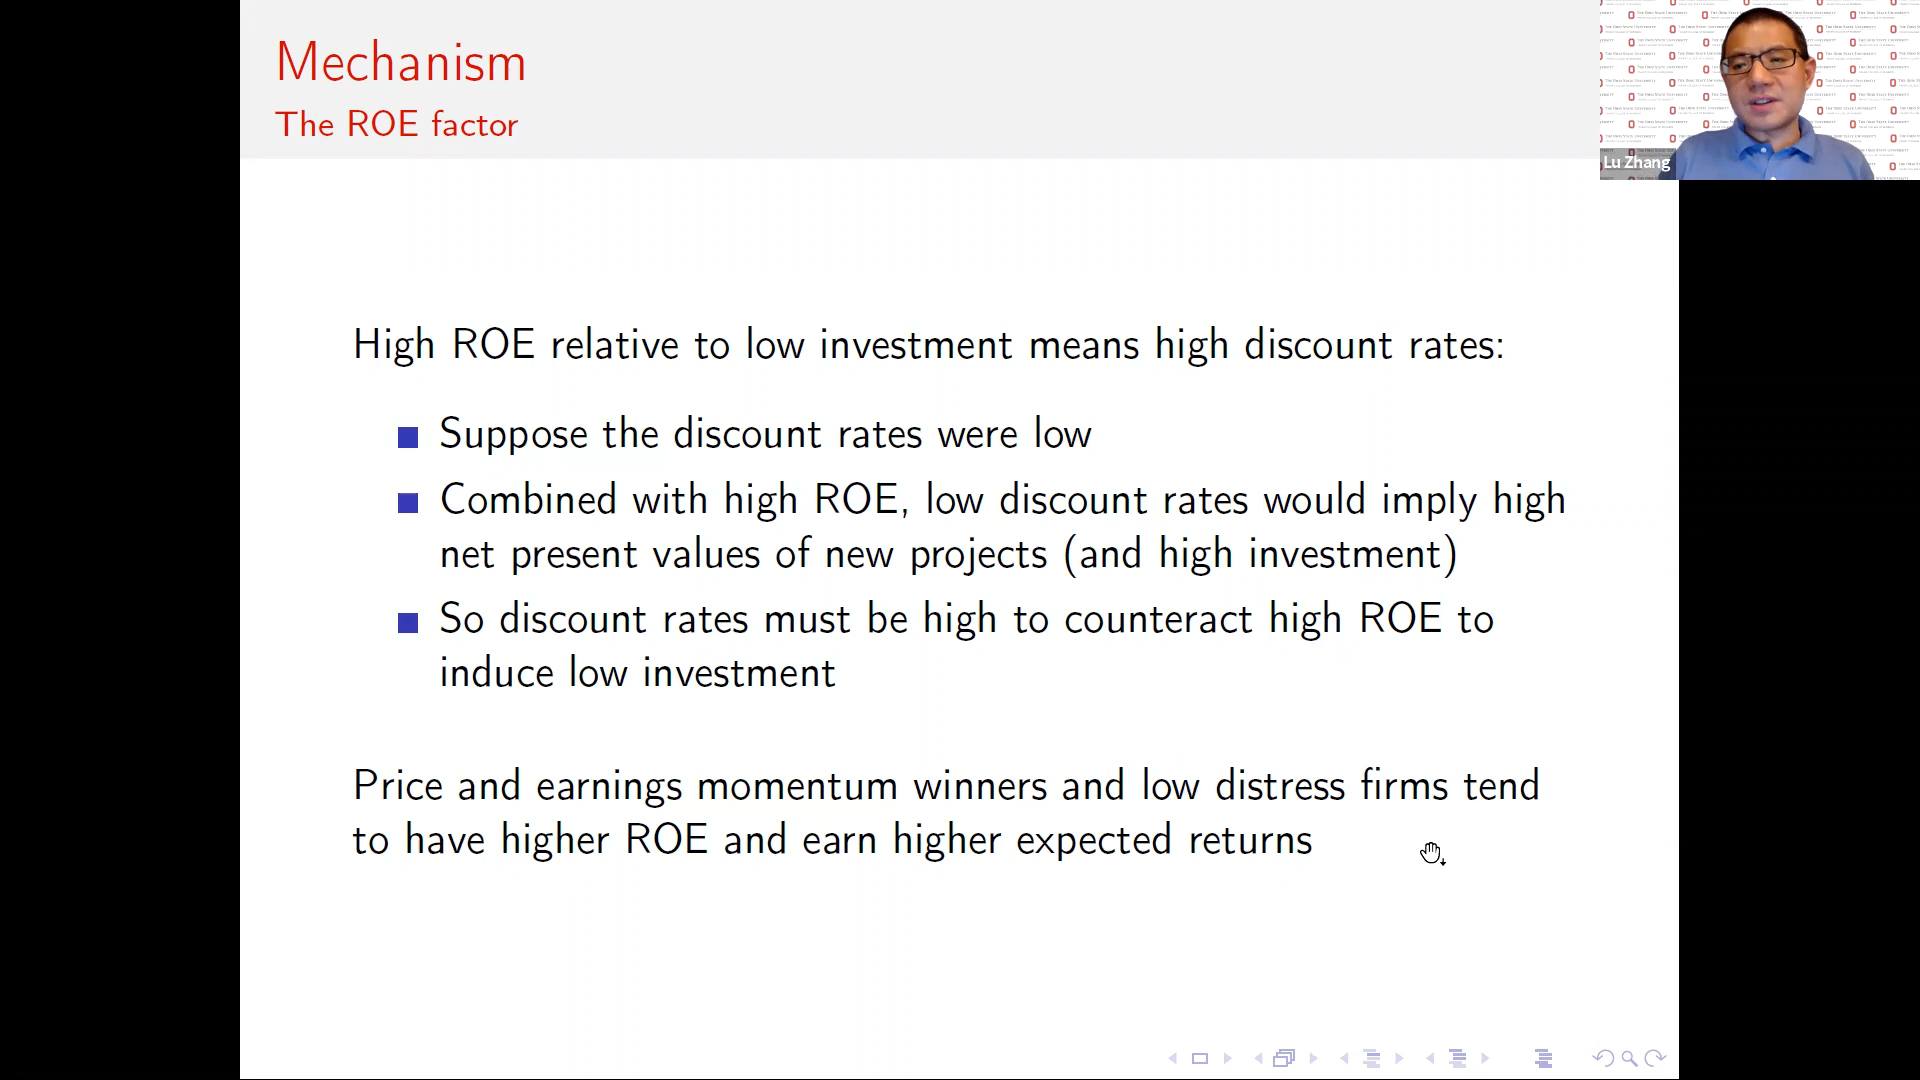 Mechanism
The ROE factor
Lu Zhang
High ROE relative to low investment means high discount rates:
Suppose the discount rates were low
Combined with high ROE, low discount rates would imply high
net present values of new projects (and high investment)
So discount rates must be high to counteract high ROE to
induce low investment
Price and earnings momentum winners and low distress firms tend
to have higher ROE and earn higher expected returns